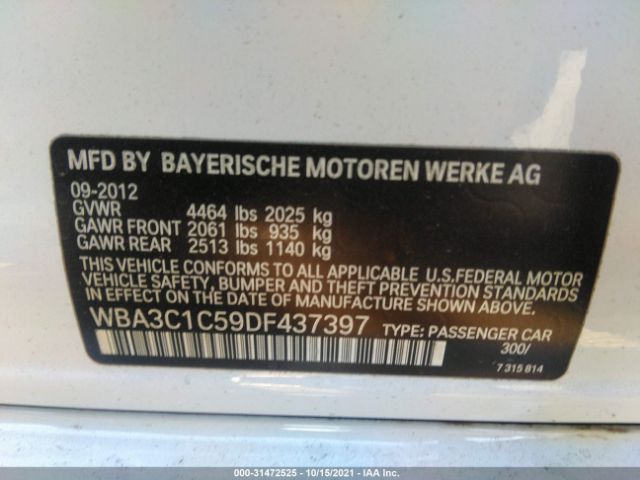 MFD BY BAYERISCHE MOTOREN WERKE AG
09-2012
GVWR 4464 lbs 2025 kg
GAWR FRONT 2061 lbs 935 kg
GAWR REAR 2513 lbs 1140 kg
THIS VEHICLE CONFORMS TO ALL APPLICABLE U.S.FEDERAL MOTOR
VEHICLE SAFETY, BUMPER AND THEFT PREVENTION STANDARDS
IN EFFECT ON THE DATE OF MANUFACTURE SHOWN ABOVE.
WBA3C1C59DF437397 TYPE: PASSENGER CAR
300/
7 315 814
000-31472525 - 10/15/2021 - IAA Inc.